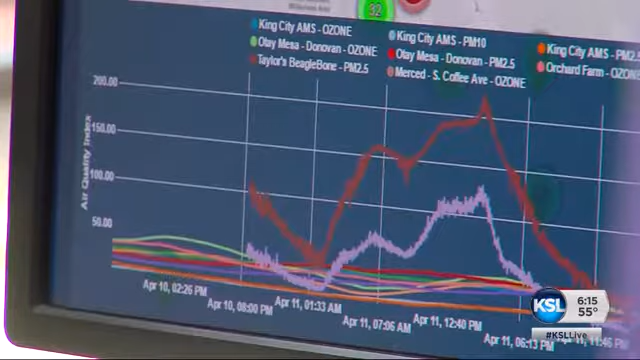 32
King City AMS - OZONE
King City AMS - PM10
King City AMS - PM2.5
Olay Mesa - Donovan - OZONE
Olay Mesa - Donovan - PM2.5
Orchard Farm - OZONE
Taylor's BeagleBone - PM2.5
Merced - S. Coffee Ave - OZONE
Air Quality Index
200.00
150.00
100.00
50.00
Apr 10, 02:26 PM
Apr 10, 08:00 PM
Apr 11, 01:33 AM
Apr 11, 07:06 AM
Apr 11, 12:40 PM
Apr 11, 06:13 PM
11:46 PM
KSL
6:15
55°
#KSLLive